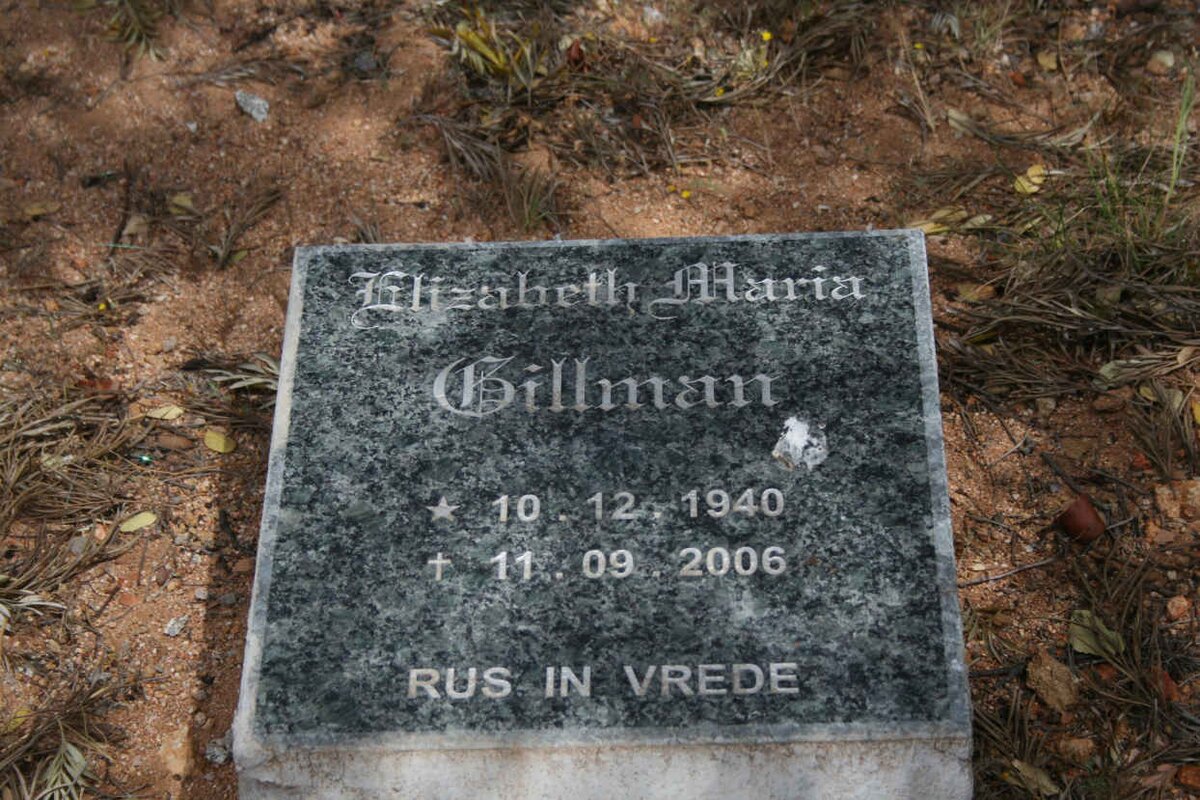 Elizabeth Maria
Gillman
★ 10 . 12 . 1940
✝ 11 . 09 . 2006
RUS IN VREDE